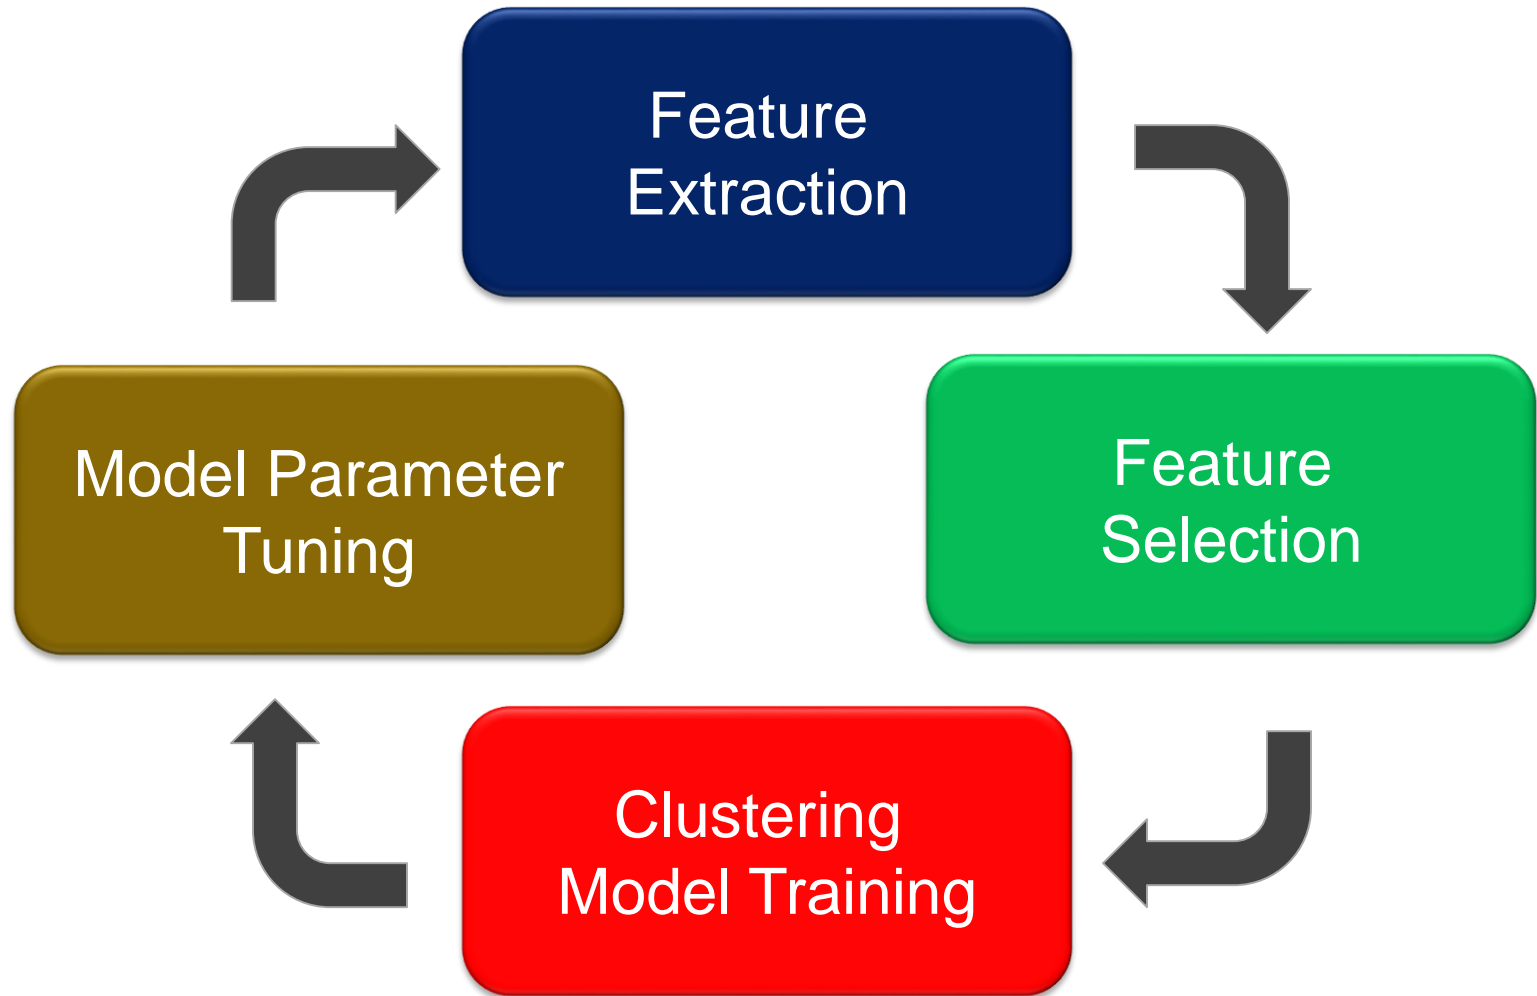 Feature
Extraction
Model Parameter
Tuning
Feature
Selection
Clustering
Model Training